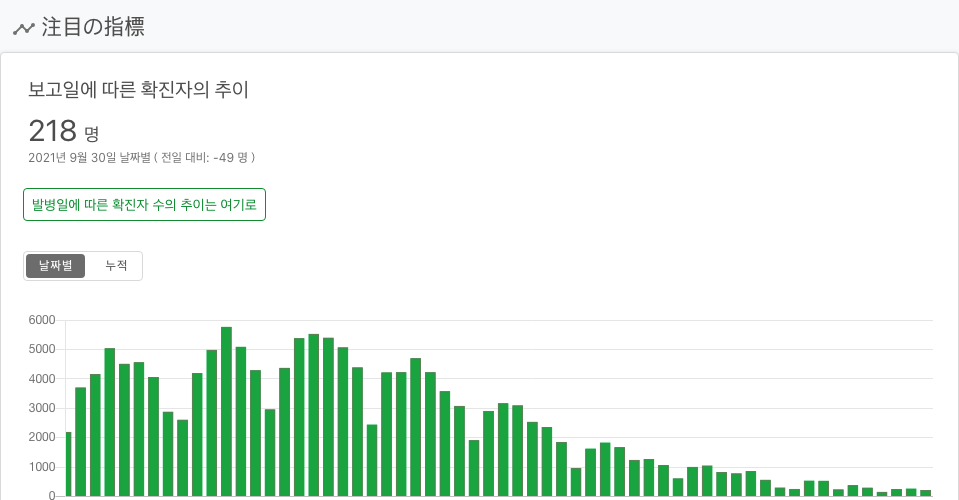 注目の指標
보고일에 따른 확진자의 추이
218 명
2021년 9월 30일 날짜별 ( 전일 대비: -49 명 )
발병일에 따른 확진자 수의 추이는 여기로
날짜별 누적
6000
5000
4000
3000
2000
1000
0